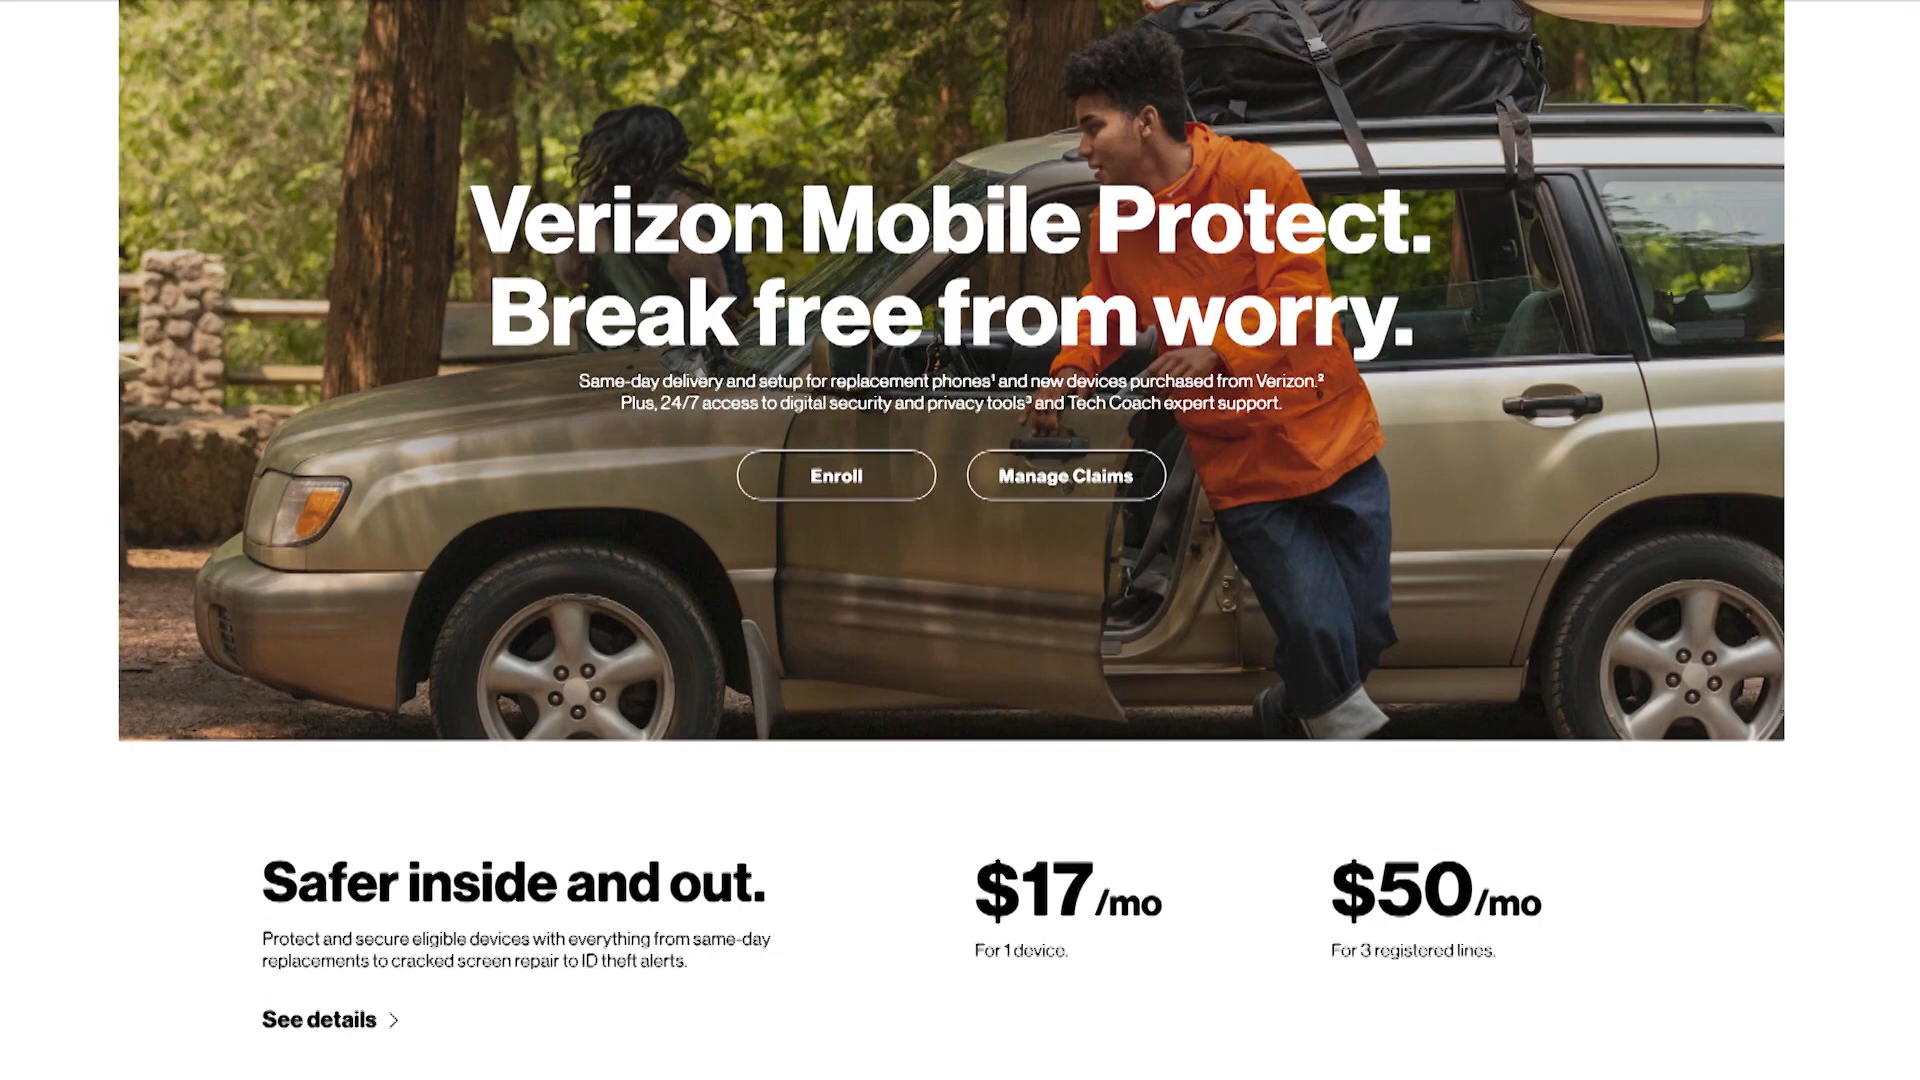 Verizon Mobile Protect.
Break free from worry.
Same-day delivery and setup for replacement phones¹ and new devices purchased from Verizon.²
Plus, 24/7 access to digital security and privacy tools³ and Tech Coach expert support.
Enroll
Manage Claims
Safer inside and out.
Protect and secure eligible devices with everything from same-day
replacements to cracked screen repair to ID theft alerts.
See details
$17/mo
For 1 device.
$50/mo
For 3 registered lines.